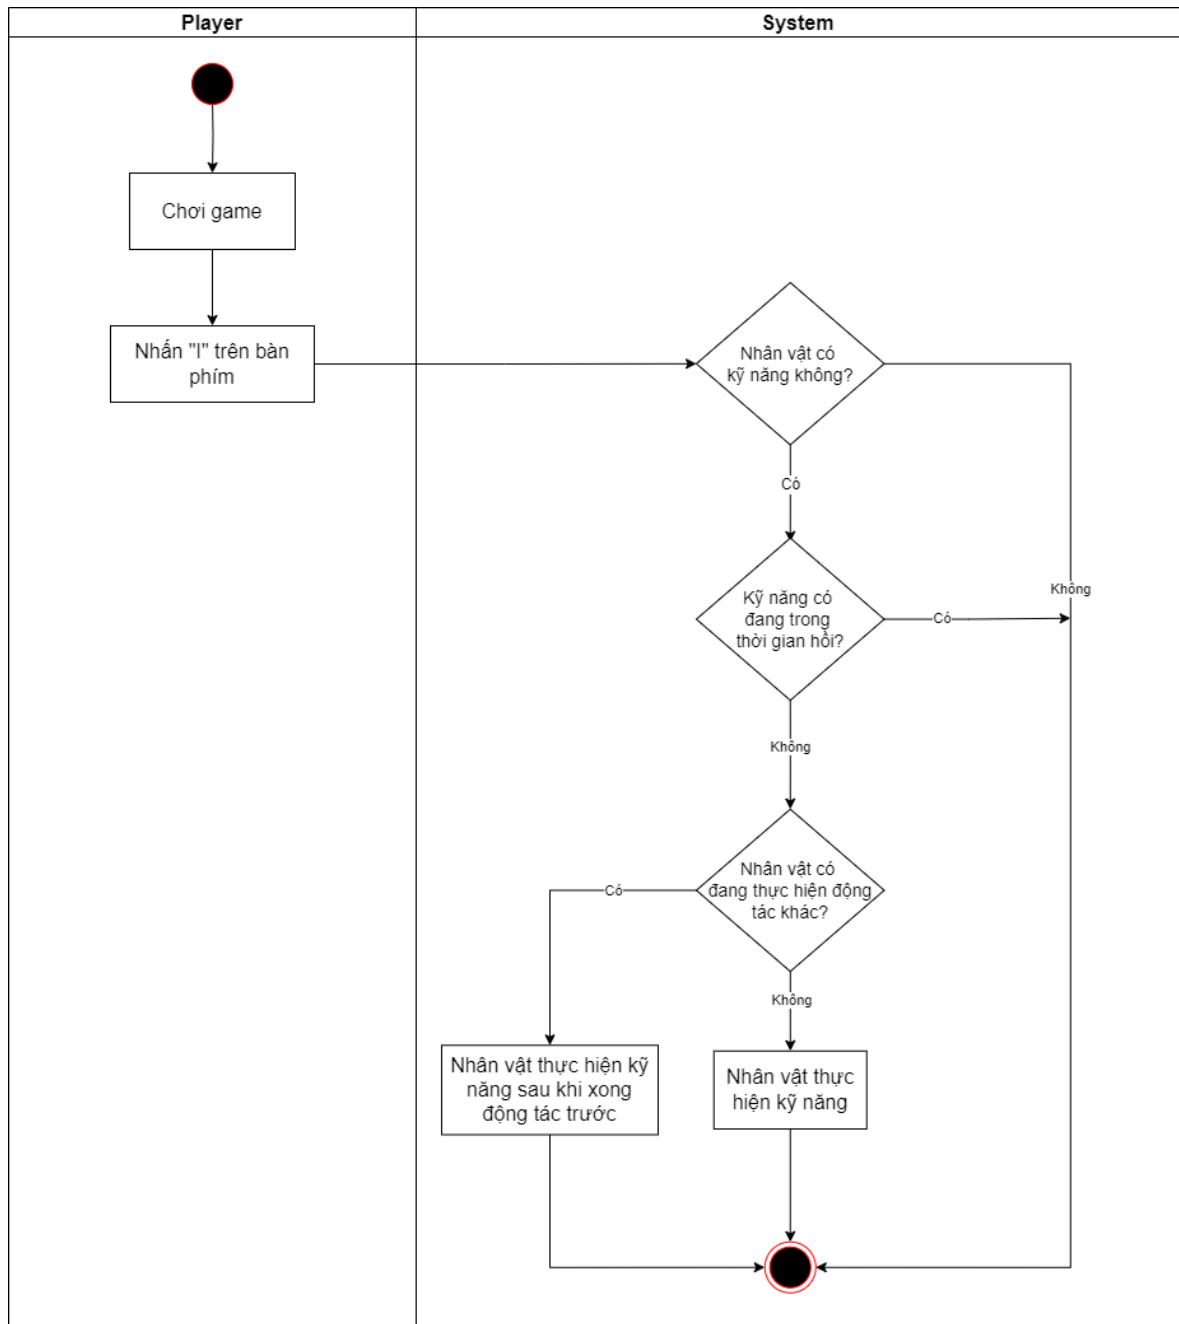 Player
System
Chơi game
Nhấn "I" trên bàn
phím
Nhân vật có
kỹ năng không?
Có
Không
Kỹ năng có
đang trong
thời gian hồi?
Có
Không
Nhân vật có
đang thực hiện động
tác khác?
Có
Không
Nhân vật thực hiện kỹ
năng sau khi xong
động tác trước
Nhân vật thực
hiện kỹ năng